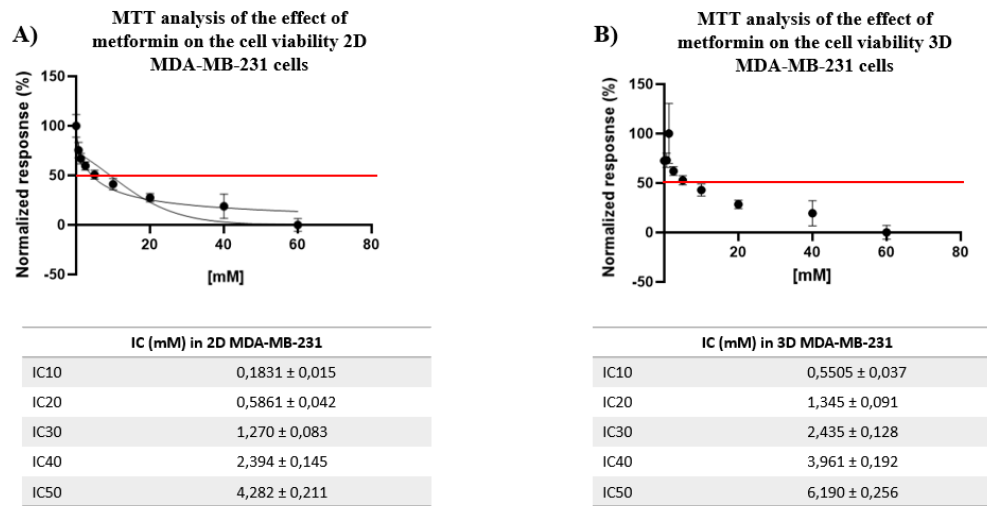 A)
MTT analysis of the effect of
metformin on the cell viability 2D
MDA-MB-231 cells
Normalized resposnse (%)
150
100
50
0
-50
20
40
60
80
[mM]
IC (mM) in 2D MDA-MB-231
IC10 0,1831 ± 0,015
IC20 0,5861 ± 0,042
IC30 1,270 ± 0,083
IC40 2,394 ± 0,145
IC50 4,282 ± 0,211
B)
MTT analysis of the effect of
metformin on the cell viability 3D
MDA-MB-231 cells
Normalized resposnse (%)
150
100
50
0
-50
20
40
60
80
[mM]
IC (mM) in 3D MDA-MB-231
IC10 0,5505 ± 0,037
IC20 1,345 ± 0,091
IC30 2,435 ± 0,128
IC40 3,961 ± 0,192
IC50 6,190 ± 0,256